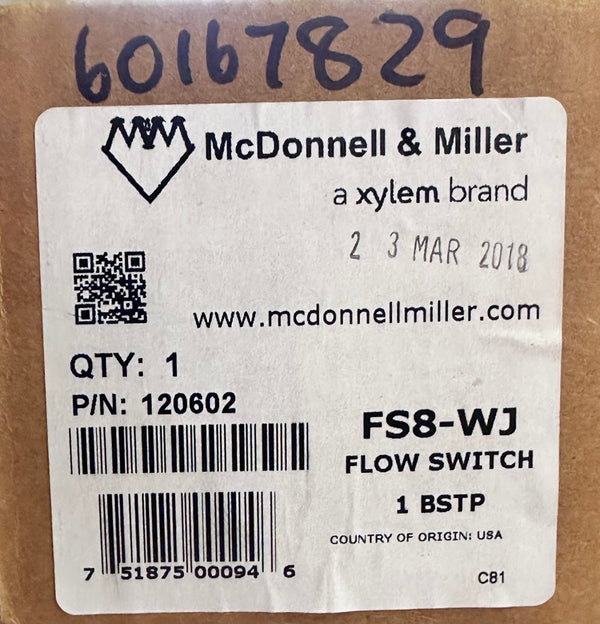 60167829
McDonnell & Miller
a xylem brand
2 3 MAR 2018
www.mcdonnellmiller.com
QTY: 1
P/N: 120602
FS8-WJ
FLOW SWITCH
1 BSTP
COUNTRY OF ORIGIN: USA
7 51875 00094 6
C81